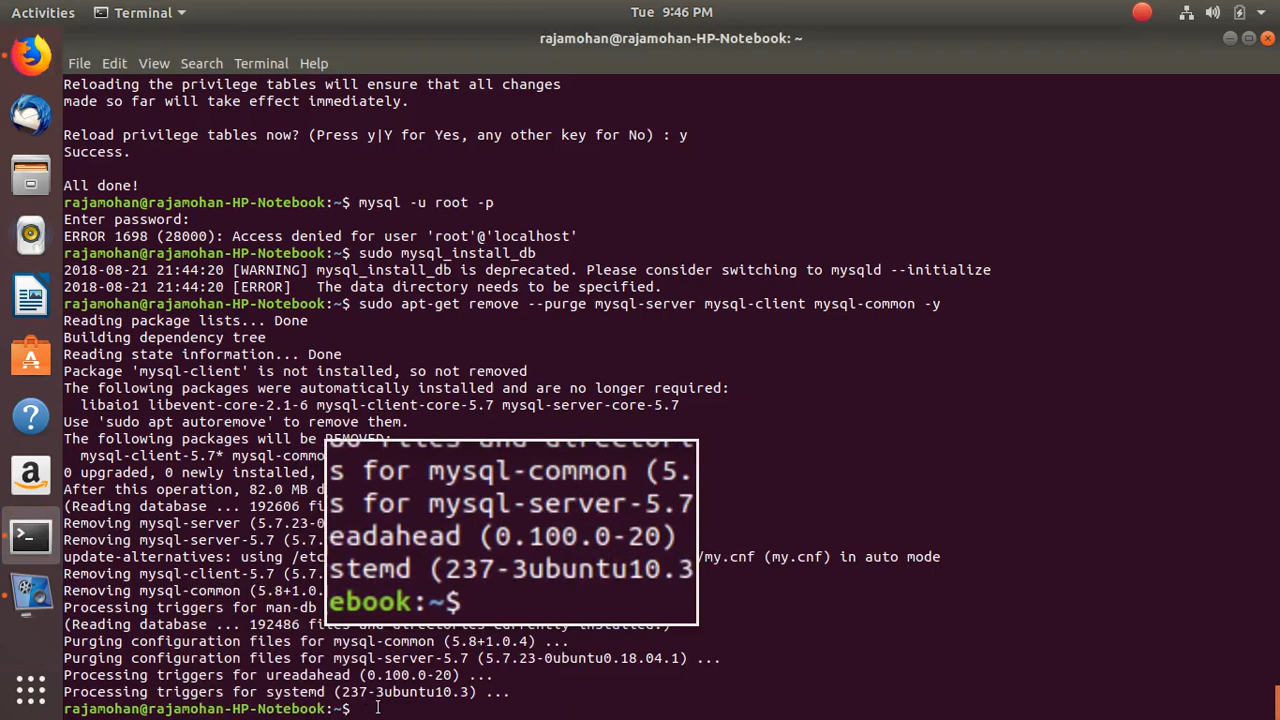 Activities
Terminal
Tue 9:46 PM
rajamohan@rajamohan-HP-Notebook: ~
File Edit View Search Terminal Help
Reloading the privilege tables will ensure that all changes
made so far will take effect immediately.
Reload privilege tables now? (Press y|Y for Yes, any other key for No) : y
Success.
All done!
rajamohan@rajamohan-HP-Notebook:~$ mysql -u root -p
Enter password:
ERROR 1698 (28000): Access denied for user 'root'@'localhost'
rajamohan@rajamohan-HP-Notebook:~$ sudo mysql_install_db
2018-08-21 21:44:20 [WARNING] mysql_install_db is deprecated. Please consider switching to mysqld --initialize
2018-08-21 21:44:20 [ERROR]   The data directory needs to be specified.
rajamohan@rajamohan-HP-Notebook:~$ sudo apt-get remove --purge mysql-server mysql-client mysql-common -y
Reading package lists... Done
Building dependency tree
Reading state information... Done
Package 'mysql-client' is not installed, so not removed
The following packages were automatically installed and are no longer required:
  libaio1 libevent-core-2.1-6 mysql-client-core-5.7 mysql-server-core-5.7
Use 'sudo apt autoremove' to remove them.
The following packages will be REMOVED:
  mysql-client-5.7* mysql-comm
0 upgraded, 0 newly installed,
After this operation, 82.0 MB
(Reading database ... 192606
Removing mysql-server (5.7.23-0
Removing mysql-server-5.7 (5.7.
update-alternatives: using /etc /my.cnf (my.cnf) in auto mode
Removing mysql-client-5.7 (5.7.
Removing mysql-common (5.8+1.0.
Processing triggers for man-db
(Reading database ... 192486 files and directories currently installed.)
Purging configuration files for mysql-common (5.8+1.0.4) ...
Purging configuration files for mysql-server-5.7 (5.7.23-0ubuntu0.18.04.1) ...
Processing triggers for ureadahead (0.100.0-20) ...
Processing triggers for systemd (237-3ubuntu10.3) ...
rajamohan@rajamohan-HP-Notebook:~$
s for mysql-common (5.
s for mysql-server-5.7
eadahead (0.100.0-20)
stemd (237-3ubuntu10.3
ebook:~$